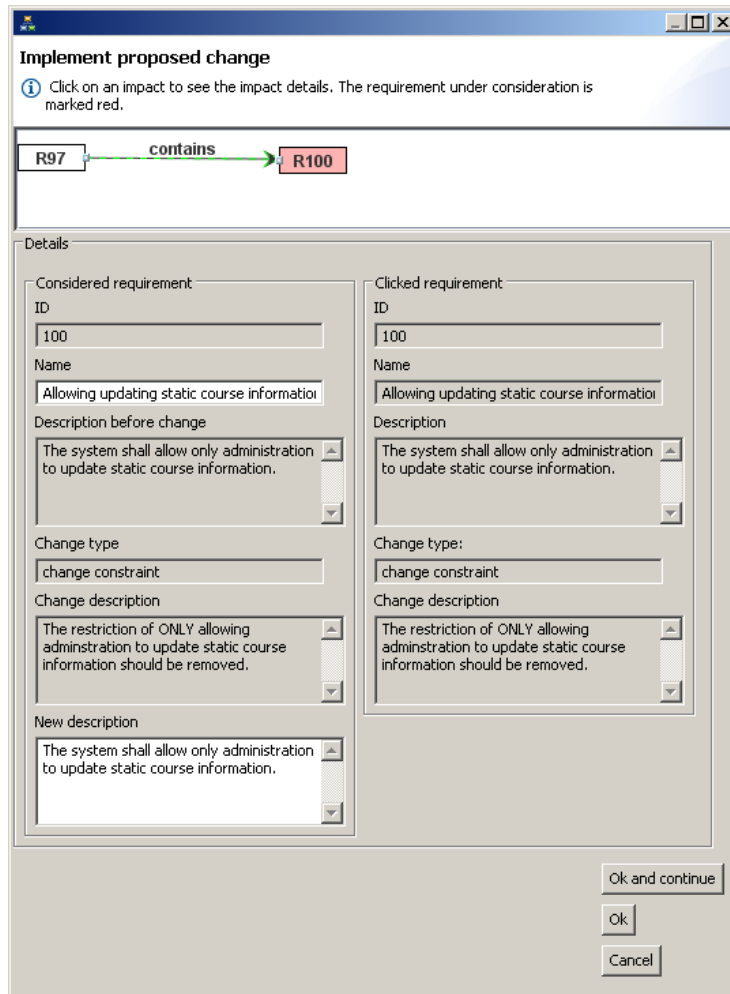 Implement proposed change
Click on an impact to see the impact details. The requirement under consideration is
marked red.
R97
contains
R100
Details
Considered requirement
ID
100
Name
Allowing updating static course information
Description before change
The system shall allow only administration
to update static course information.
Change type
change constraint
Change description
The restriction of ONLY allowing
adminstration to update static course
information should be removed.
New description
The system shall allow only administration
to update static course information.
Clicked requirement
ID
100
Name
Allowing updating static course information
Description
The system shall allow only administration
to update static course information.
Change type:
change constraint
Change description
The restriction of ONLY allowing
adminstration to update static course
information should be removed.
Ok and continue
Ok
Cancel